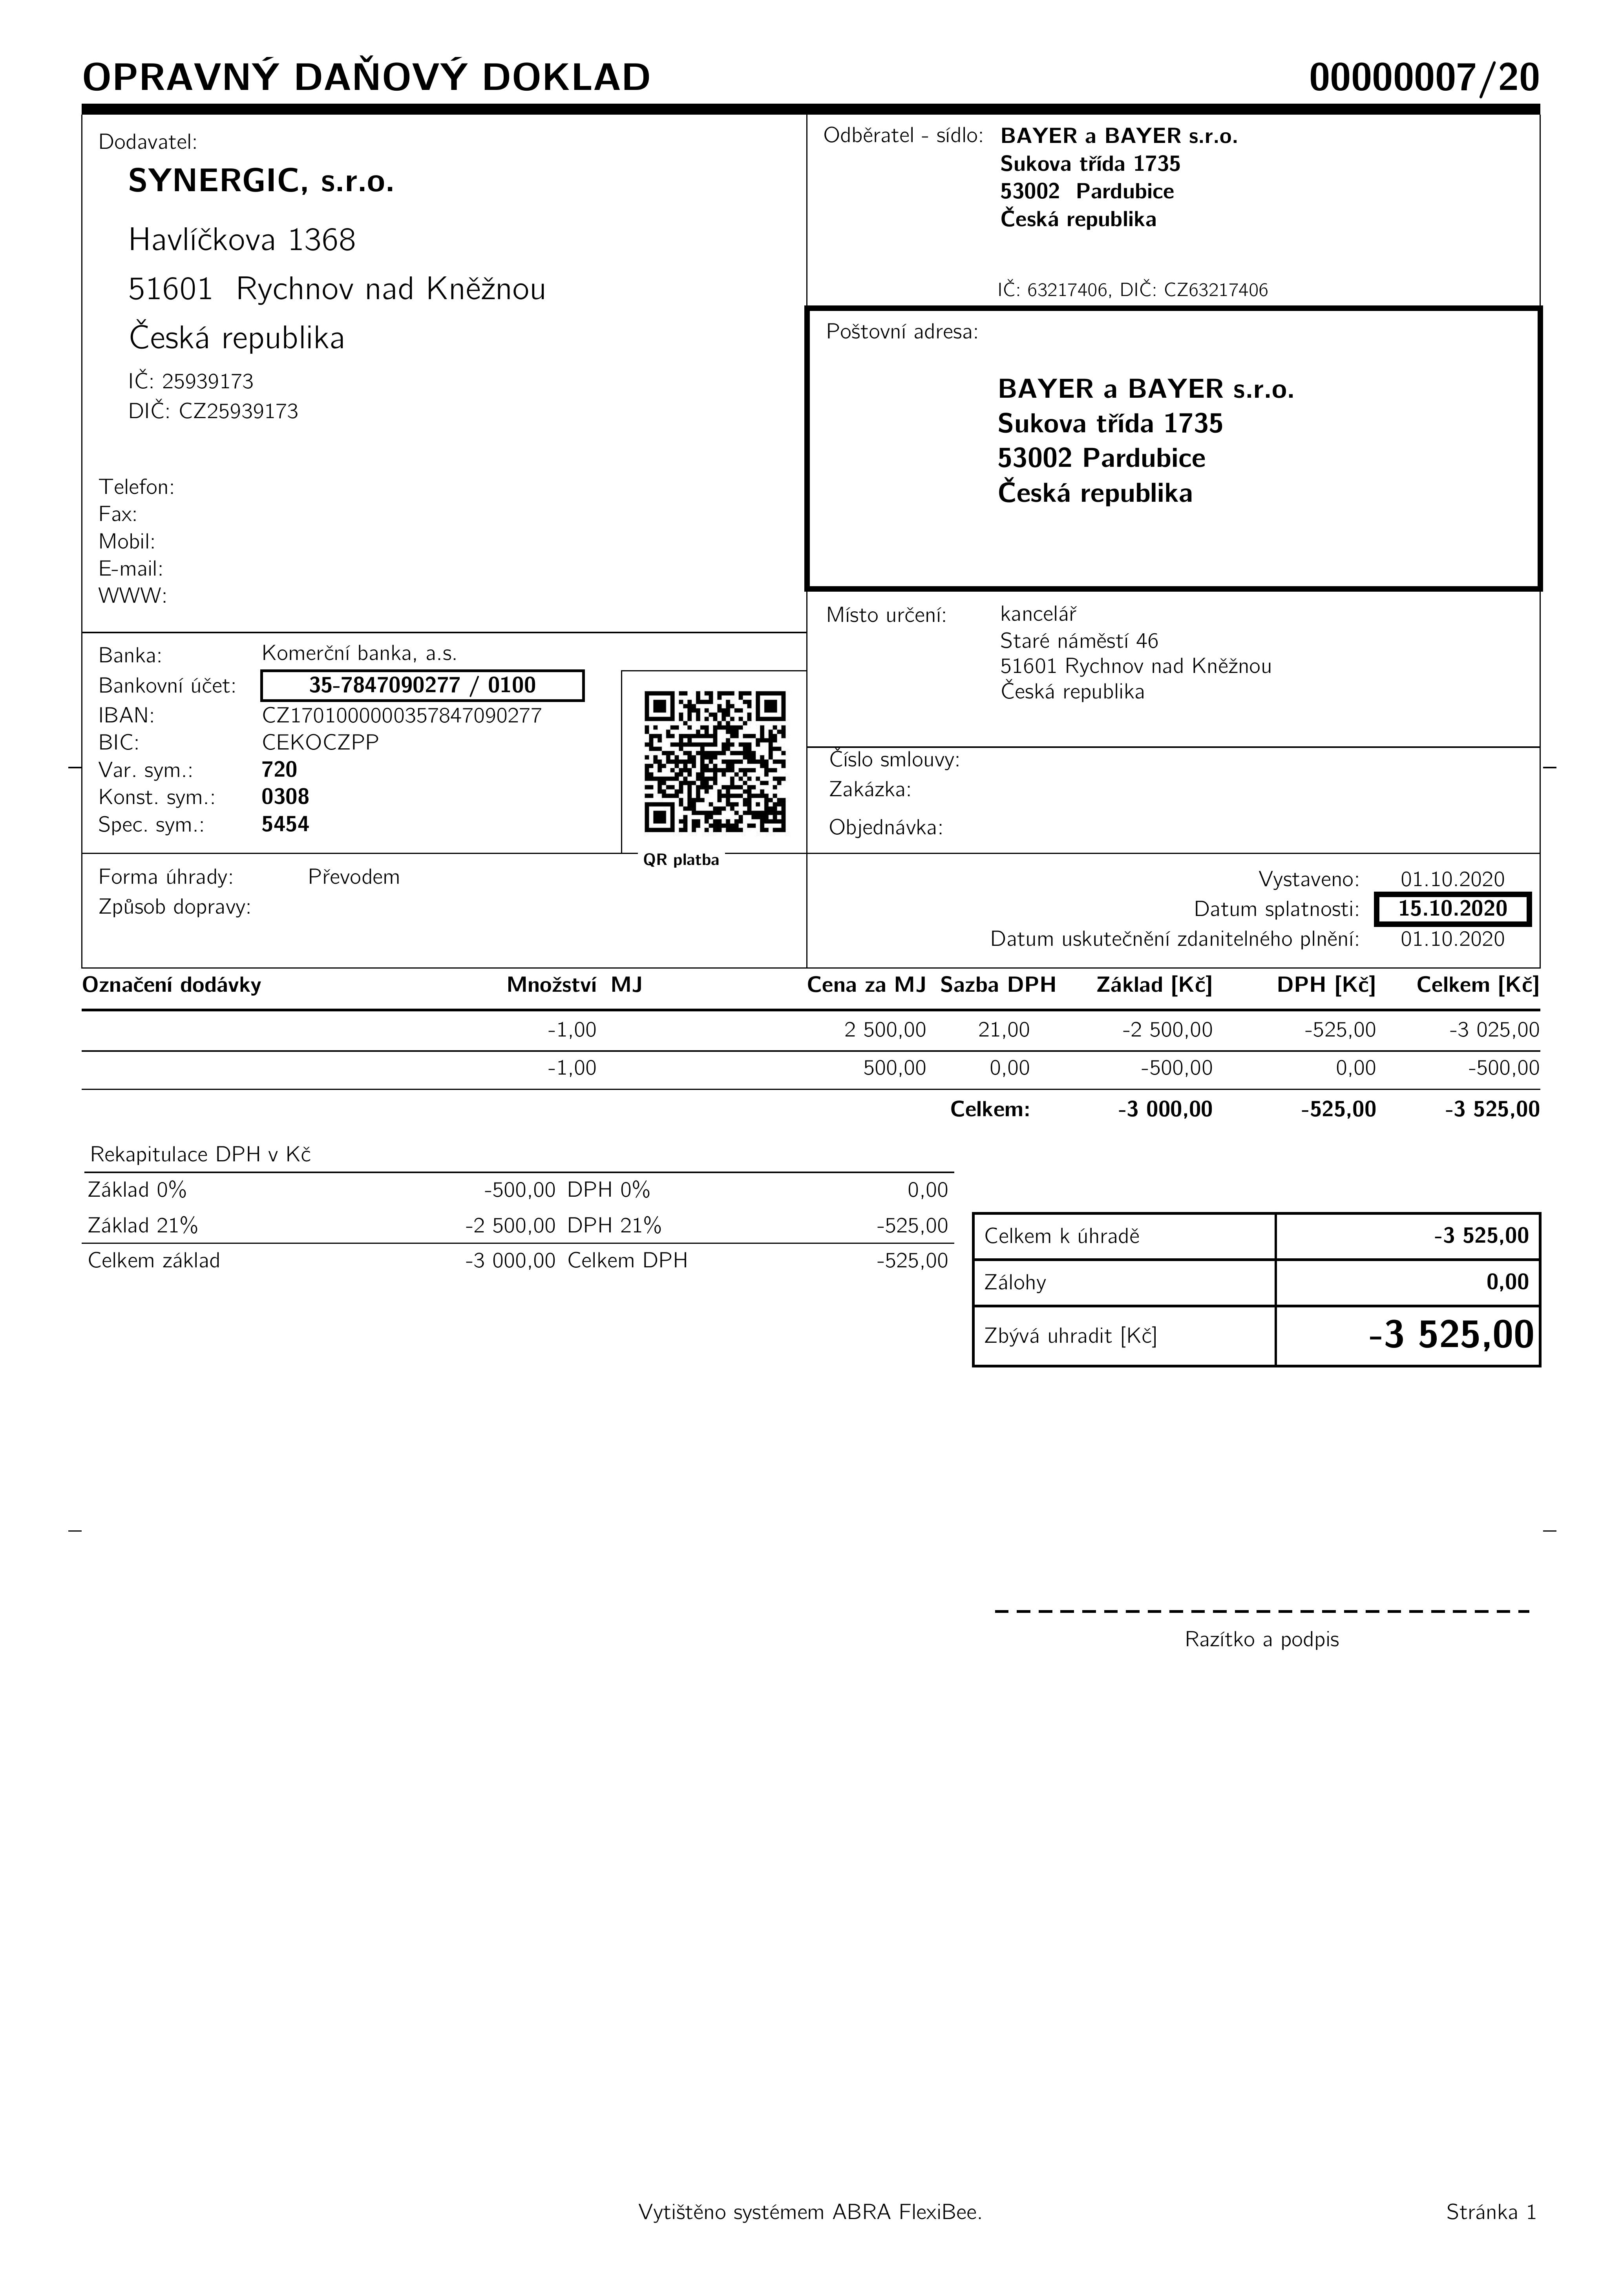 OPRAVNÝ DAŇOVÝ DOKLAD 00000007/20
Dodavatel:
SYNERGIC, s.r.o.
Havlíčkova 1368
51601 Rychnov nad Kněžnou
Česká republika
IČ: 25939173
DIČ: CZ25939173
Telefon:
Fax:
Mobil:
E-mail:
WWW:
Odběratel - sídlo: BAYER a BAYER s.r.o.
Sukova třída 1735
53002 Pardubice
Česká republika
IČ: 63217406, DIČ: CZ63217406
Poštovní adresa:
BAYER a BAYER s.r.o.
Sukova třída 1735
53002 Pardubice
Česká republika
Místo určení: kancelář
Staré náměstí 46
51601 Rychnov nad Kněžnou
Česká republika
Banka: Komerční banka, a.s.
Bankovní účet: 35-7847090277 / 0100
IBAN: CZ1701000000357847090277
BIC: CEKOCZPP
Var. sym.: 720
Konst. sym.: 0308
Spec. sym.: 5454
QR platba
Číslo smlouvy:
Zakázka:
Objednávka:
Forma úhrady: Převodem
Způsob dopravy:
Vystaveno: 01.10.2020
Datum splatnosti: 15.10.2020
Datum uskutečnění zdanitelného plnění: 01.10.2020
Označení dodávky Množství MJ Cena za MJ Sazba DPH Základ [Kč] DPH [Kč] Celkem [Kč]
-1,00 2 500,00 21,00 -2 500,00 -525,00 -3 025,00
-1,00 500,00 0,00 -500,00 0,00 -500,00
Celkem: -3 000,00 -525,00 -3 525,00
Rekapitulace DPH v Kč
Základ 0% -500,00 DPH 0% 0,00
Základ 21% -2 500,00 DPH 21% -525,00
Celkem základ -3 000,00 Celkem DPH -525,00
Celkem k úhradě -3 525,00
Zálohy 0,00
Zbývá uhradit [Kč] -3 525,00
Razítko a podpis
Vytištěno systémem ABRA FlexiBee. Stránka 1